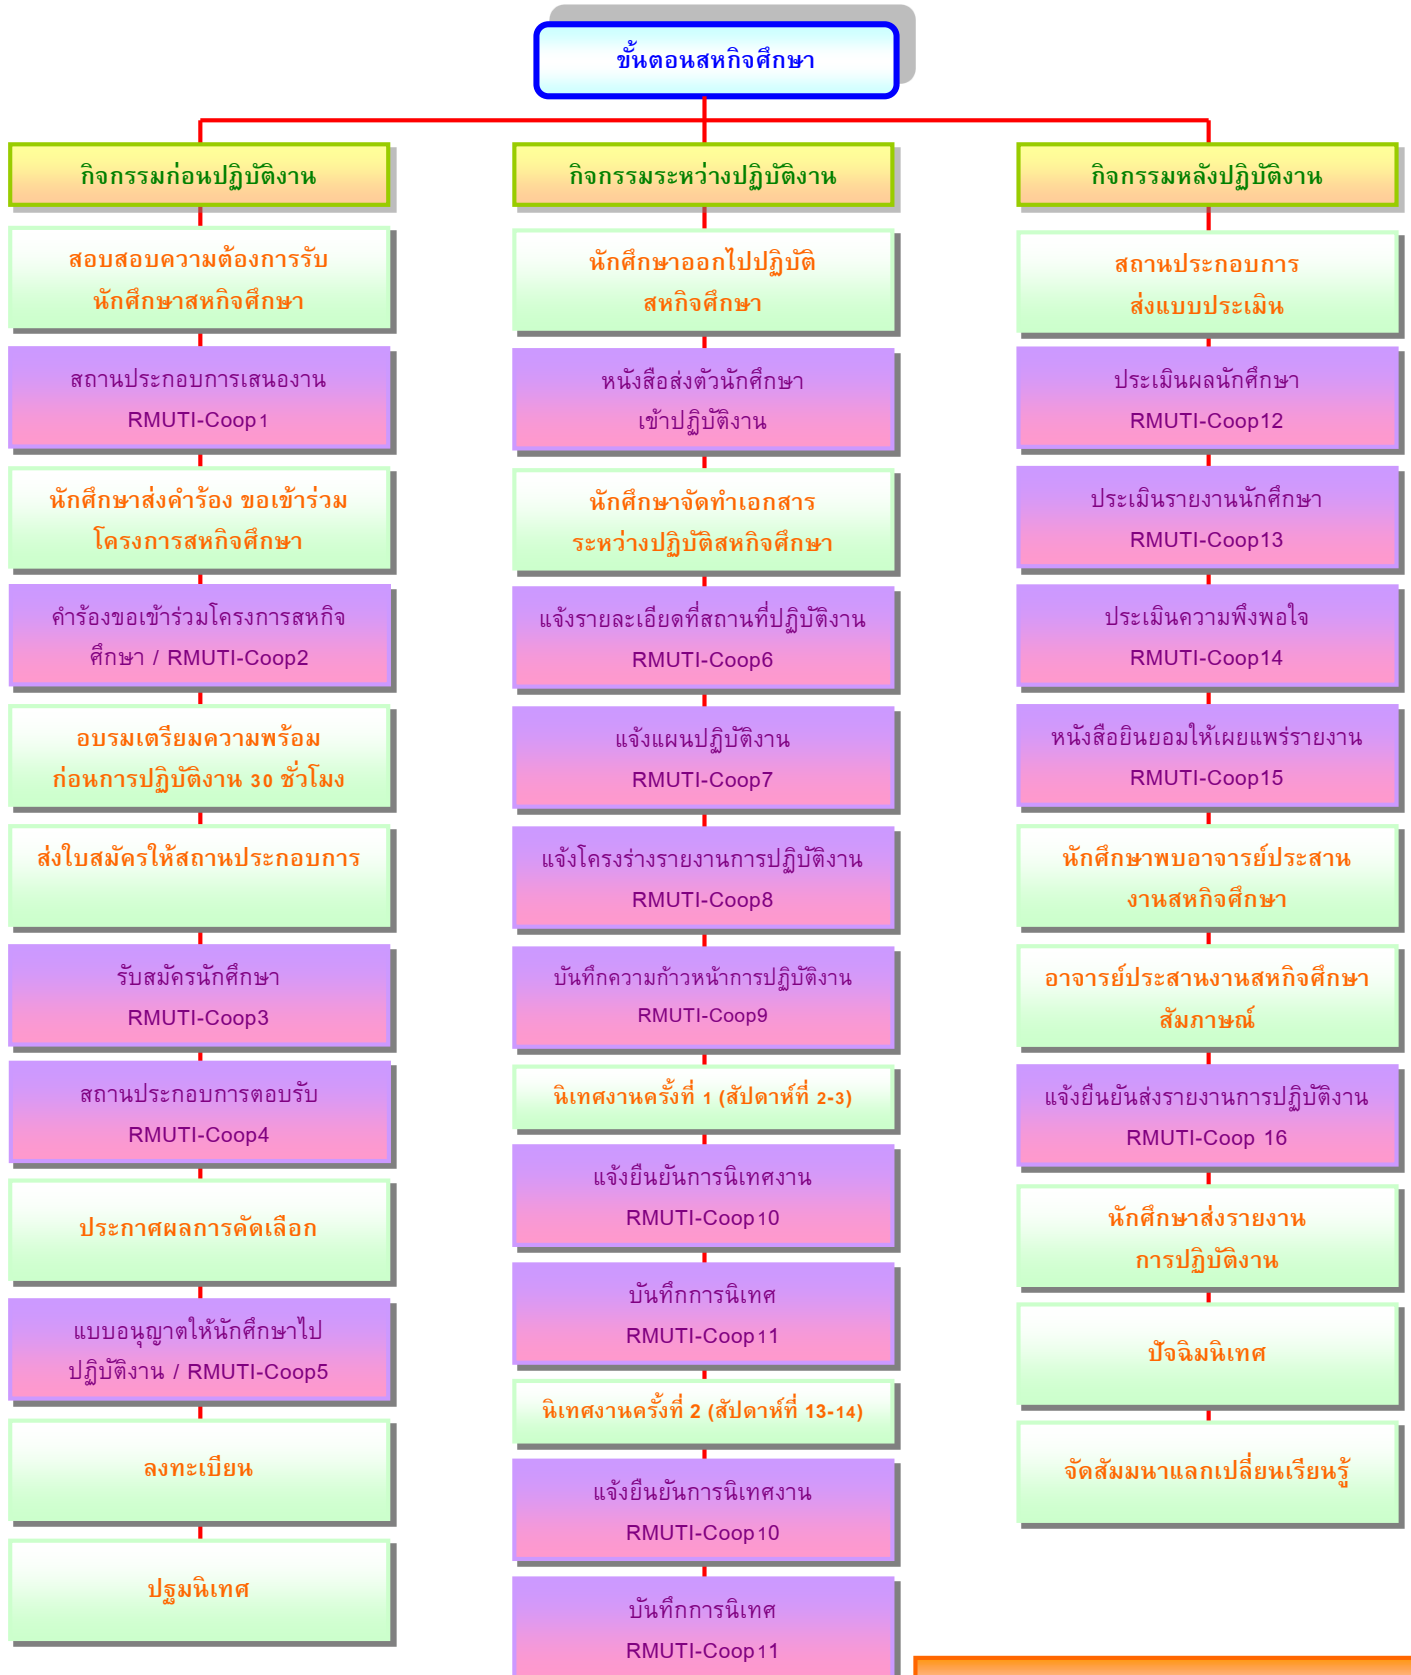 ขั้นตอนสหกิจศึกษา
กิจกรรมก่อนปฏิบัติงาน
สอบสอบความต้องการรับ
นักศึกษาสหกิจศึกษา
สถานประกอบการเสนองาน
RMUTI-Coop1
นักศึกษาส่งคำร้อง ขอเข้าร่วม
โครงการสหกิจศึกษา
คำร้องขอเข้าร่วมโครงการสหกิจ
ศึกษา / RMUTI-Coop2
อบรมเตรียมความพร้อม
ก่อนการปฏิบัติงาน 30 ชั่วโมง
ส่งใบสมัครให้สถานประกอบการ
รับสมัครนักศึกษา
RMUTI-Coop3
สถานประกอบการตอบรับ
RMUTI-Coop4
ประกาศผลการคัดเลือก
แบบอนุญาตให้นักศึกษาไป
ปฏิบัติงาน / RMUTI-Coop5
ลงทะเบียน
ปฐมนิเทศ
กิจกรรมระหว่างปฏิบัติงาน
นักศึกษาออกไปปฏิบัติ
สหกิจศึกษา
หนังสือส่งตัวนักศึกษา
เข้าปฏิบัติงาน
นักศึกษาจัดทำเอกสาร
ระหว่างปฏิบัติสหกิจศึกษา
แจ้งรายละเอียดที่สถานที่ปฏิบัติงาน
RMUTI-Coop6
แจ้งแผนปฏิบัติงาน
RMUTI-Coop7
แจ้งโครงร่างรายงานการปฏิบัติงาน
RMUTI-Coop8
บันทึกความก้าวหน้าการปฏิบัติงาน
RMUTI-Coop9
นิเทศงานครั้งที่ 1 (สัปดาห์ที่ 2-3)
แจ้งยืนยันการนิเทศงาน
RMUTI-Coop10
บันทึกการนิเทศ
RMUTI-Coop11
นิเทศงานครั้งที่ 2 (สัปดาห์ที่ 13-14)
แจ้งยืนยันการนิเทศงาน
RMUTI-Coop10
บันทึกการนิเทศ
RMUTI-Coop11
กิจกรรมหลังปฏิบัติงาน
สถานประกอบการ
ส่งแบบประเมิน
ประเมินผลนักศึกษา
RMUTI-Coop12
ประเมินรายงานนักศึกษา
RMUTI-Coop13
ประเมินความพึงพอใจ
RMUTI-Coop14
หนังสือยินยอมให้เผยแพร่รายงาน
RMUTI-Coop15
นักศึกษาพบอาจารย์ประสาน
งานสหกิจศึกษา
อาจารย์ประสานงานสหกิจศึกษา
สัมภาษณ์
แจ้งยืนยันส่งรายงานการปฏิบัติงาน
RMUTI-Coop 16
นักศึกษาส่งรายงาน
การปฏิบัติงาน
ปัจฉิมนิเทศ
จัดสัมมนาแลกเปลี่ยนเรียนรู้